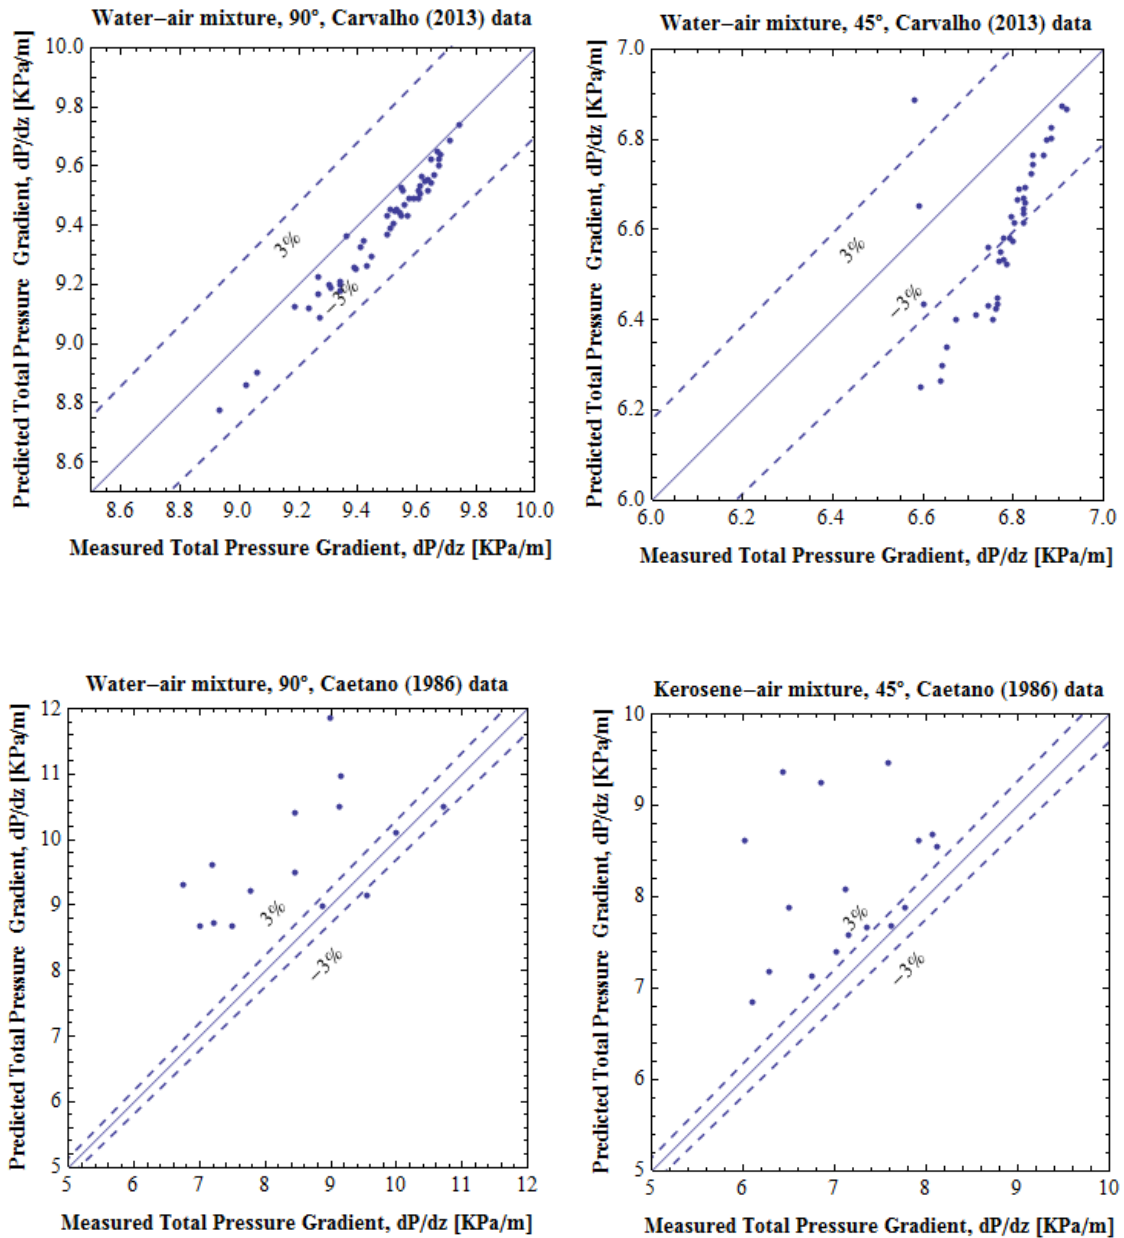 Water–air mixture, 90°, Carvalho (2013) data
Predicted Total Pressure Gradient, dP/dz [KPa/m]
10.0
9.8
9.6
9.4
9.2
9.0
8.8
8.6
3%
−3%
8.6 8.8 9.0 9.2 9.4 9.6 9.8 10.0
Measured Total Pressure Gradient, dP/dz [KPa/m]
Water–air mixture, 45°, Carvalho (2013) data
Predicted Total Pressure Gradient, dP/dz [KPa/m]
7.0
6.8
6.6
6.4
6.2
6.0
3%
−3%
6.0 6.2 6.4 6.6 6.8 7.0
Measured Total Pressure Gradient, dP/dz [KPa/m]
Water–air mixture, 90°, Caetano (1986) data
Predicted Total Pressure Gradient, dP/dz [KPa/m]
12
11
10
9
8
7
6
5
3%
−3%
5 6 7 8 9 10 11 12
Measured Total Pressure Gradient, dP/dz [KPa/m]
Kerosene–air mixture, 45°, Caetano (1986) data
Predicted Total Pressure Gradient, dP/dz [KPa/m]
10
9
8
7
6
5
3%
−3%
5 6 7 8 9 10
Measured Total Pressure Gradient, dP/dz [KPa/m]